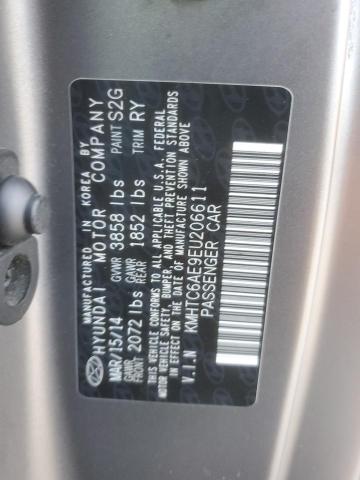 MANUFACTURED IN KOREA BY
HYUNDAI MOTOR COMPANY
MAR/15/14 GVWR 3858 lbs PAINT S2G
GAWR FRONT 2072 lbs GAWR REAR 1852 lbs TRIM RY
THIS VEHICLE CONFORMS TO ALL APPLICABLE U.S.A. FEDERAL
MOTOR VEHICLE SAFETY, BUMPER, AND THEFT PREVENTION
STANDARDS IN EFFECT ON THE DATE OF MANUFACTURE SHOWN ABOVE
V.I.N KMHTC6AE9EU206611
PASSENGER CAR